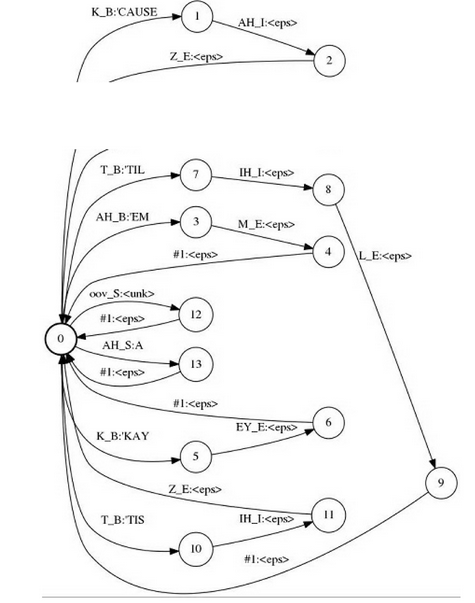 K_B:'CAUSE
1
AH_I:<eps>
Z_E:<eps>
2
T_B:'TIL
7
IH_I:<eps>
8
AH_B:'EM
3
M_E:<eps>
#1:<eps>
4
L_E:<eps>
oov_S:<unk>
#1:<eps>
12
0
AH_S:A
#1:<eps>
13
#1:<eps>
EY_E:<eps>
6
K_B:'KAY
5
Z_E:<eps>
9
T_B:'TIS
10
IH_I:<eps>
11
#1:<eps>